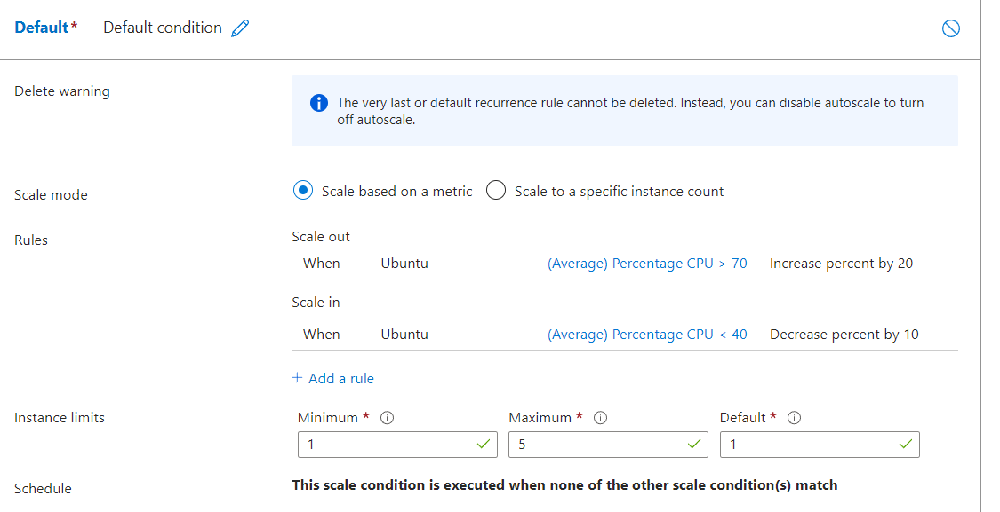 Default* Default condition
Delete warning
The very last or default recurrence rule cannot be deleted. Instead, you can disable autoscale to turn
off autoscale.
Scale mode
Scale based on a metric Scale to a specific instance count
Rules
Scale out
When Ubuntu (Average) Percentage CPU > 70 Increase percent by 20
Scale in
When Ubuntu (Average) Percentage CPU < 40 Decrease percent by 10
+ Add a rule
Instance limits
Minimum * Maximum * Default *
1 5 1
Schedule
This scale condition is executed when none of the other scale condition(s) match